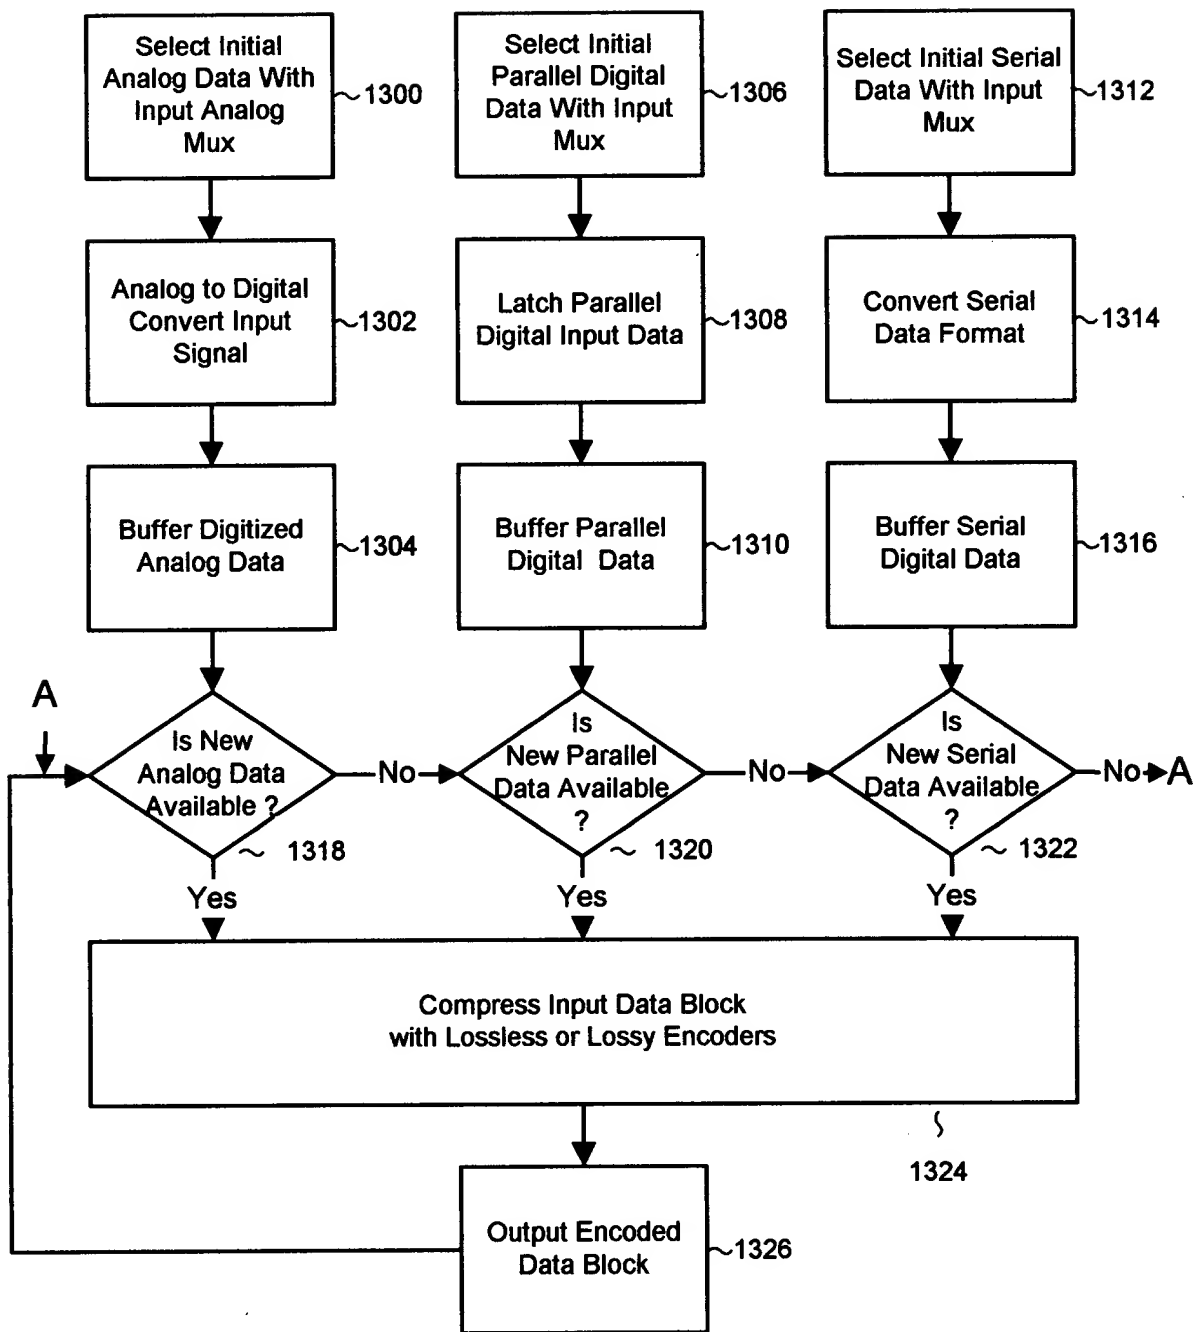 Select Initial
Analog Data With
Input Analog
Mux
1300
Select Initial
Parallel Digital
Data With Input
Mux
1306
Select Initial Serial
Data With Input
Mux
1312
Analog to Digital
Convert Input
Signal
1302
Latch Parallel
Digital Input Data
1308
Convert Serial
Data Format
1314
Buffer Digitized
Analog Data
1304
Buffer Parallel
Digital Data
1310
Buffer Serial
Digital Data
1316
A
Is New
Analog Data
Available ?
1318
No
Is
New Parallel
Data Available
?
1320
No
Is
New Serial
Data Available
?
1322
No
A
Yes
Yes
Yes
Compress Input Data Block
with Lossless or Lossy Encoders
1324
Output Encoded
Data Block
1326